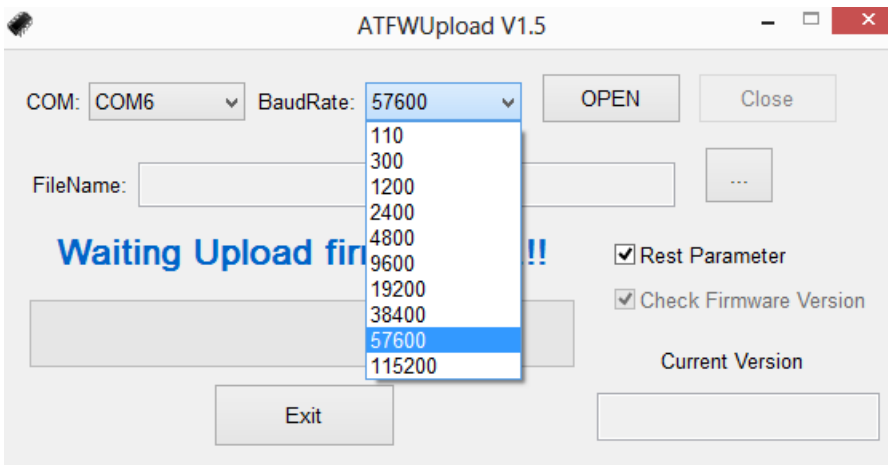 ATFWUpload V1.5
COM: COM6 BaudRate: 57600 OPEN Close
110
300
1200
2400
4800
9600
19200
38400
57600
115200
FileName: ...
Waiting Upload !!
Rest Parameter
Check Firmware Version
Current Version
Exit